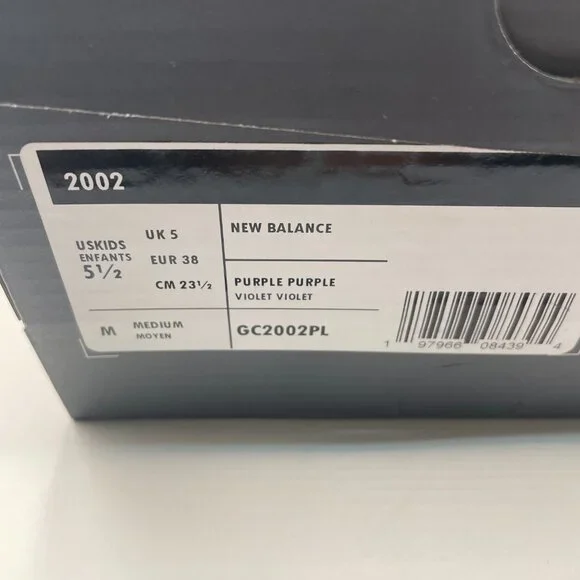 2002
USKIDS
ENFANTS
5½
UK 5
EUR 38
CM 23½
NEW BALANCE
PURPLE PURPLE
VIOLET VIOLET
M
MEDIUM
MOYEN
GC2002PL
1 97966 08439 4